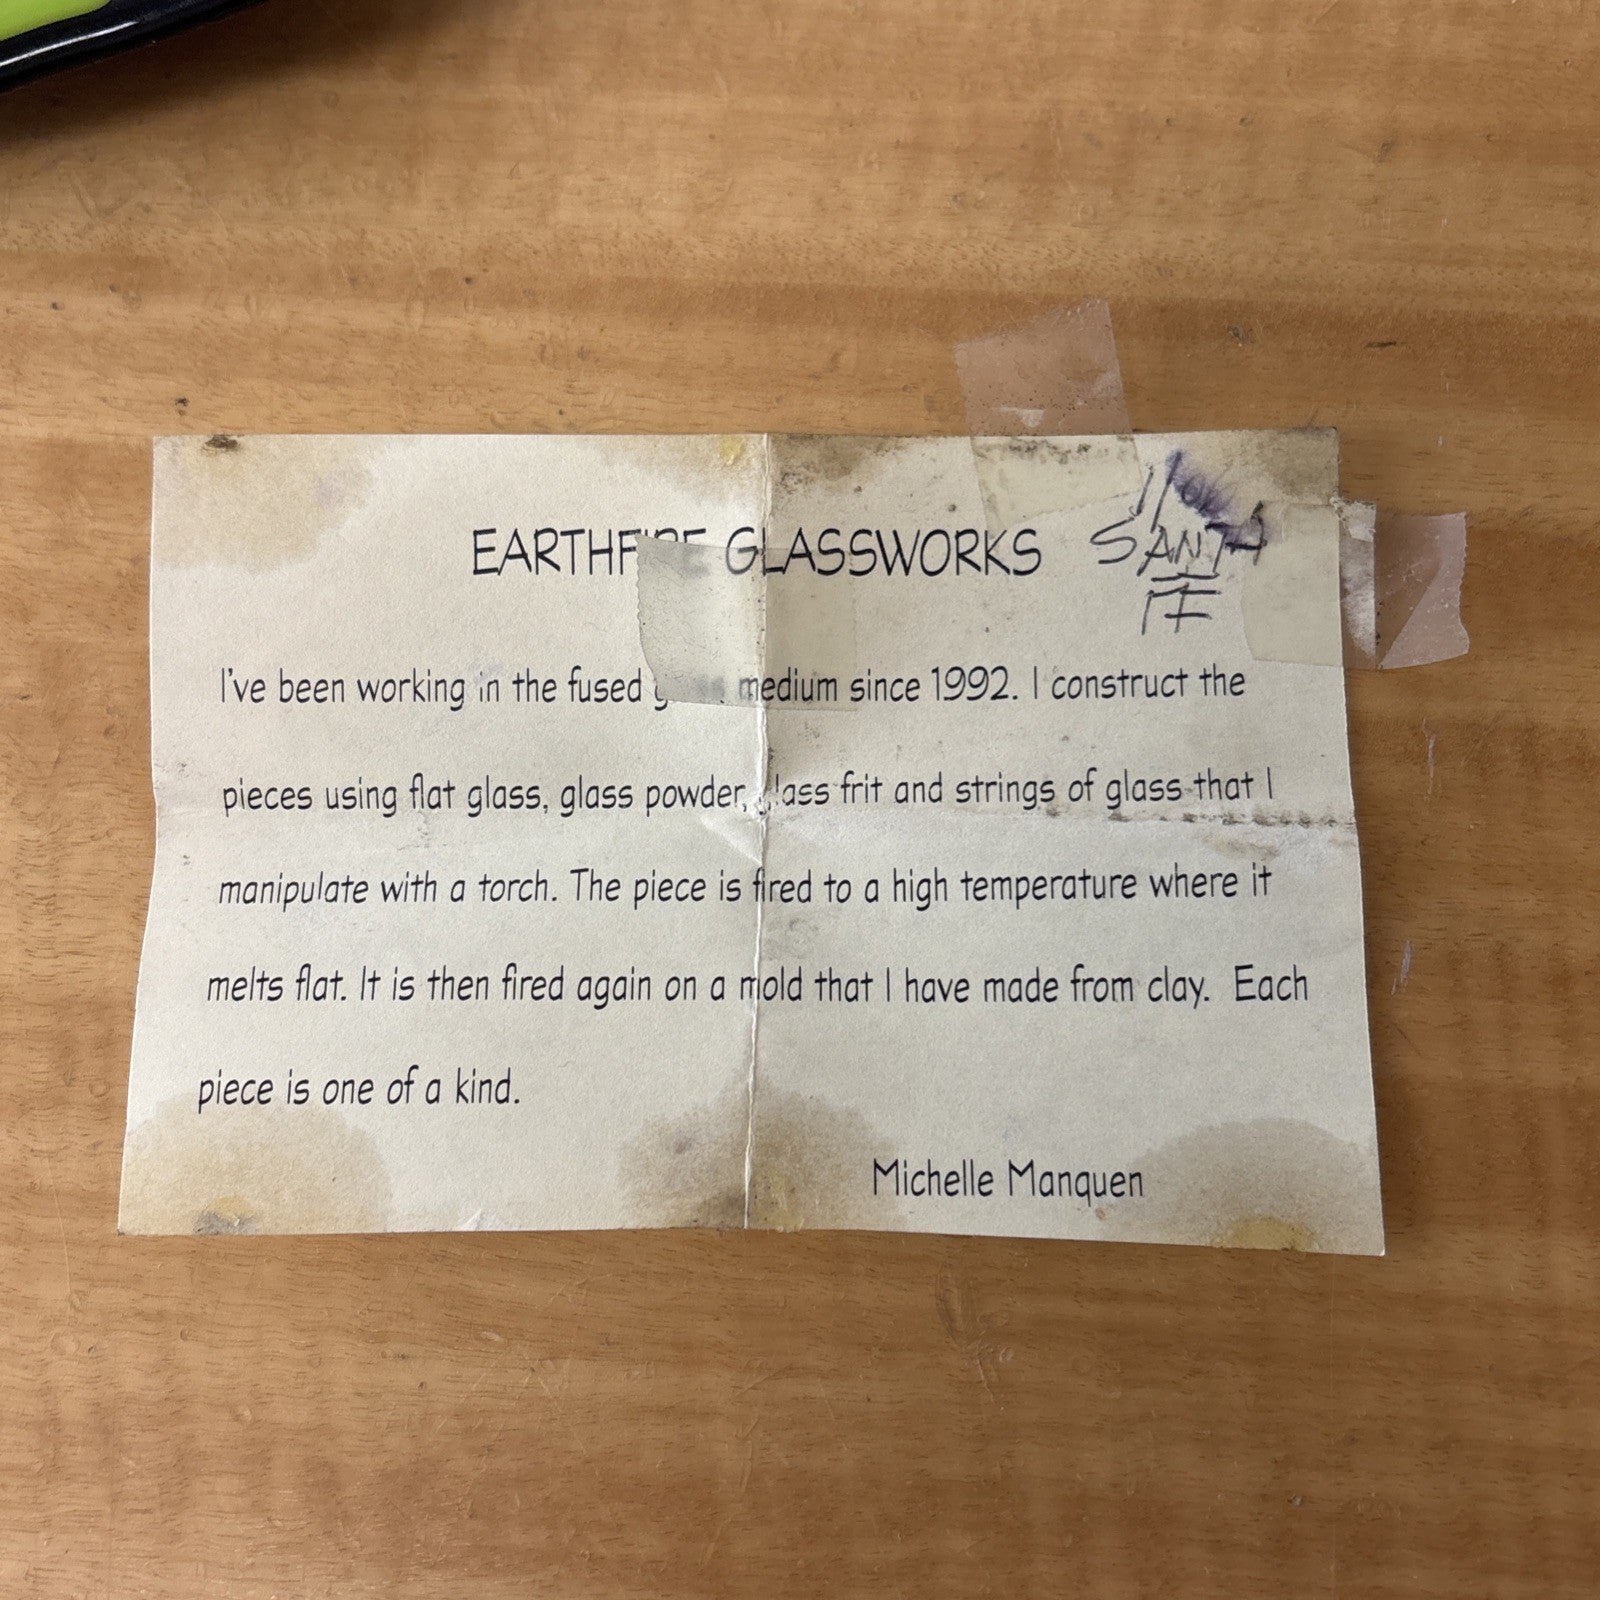 EARTHFIRE GLASSWORKS
SANTA
FE
I've been working in the fused medium since 1992. I construct the
pieces using flat glass, glass powder, glass frit and strings of glass that I
manipulate with a torch. The piece is fired to a high temperature where it
melts flat. It is then fired again on a mold that I have made from clay. Each
piece is one of a kind.
Michelle Manquen